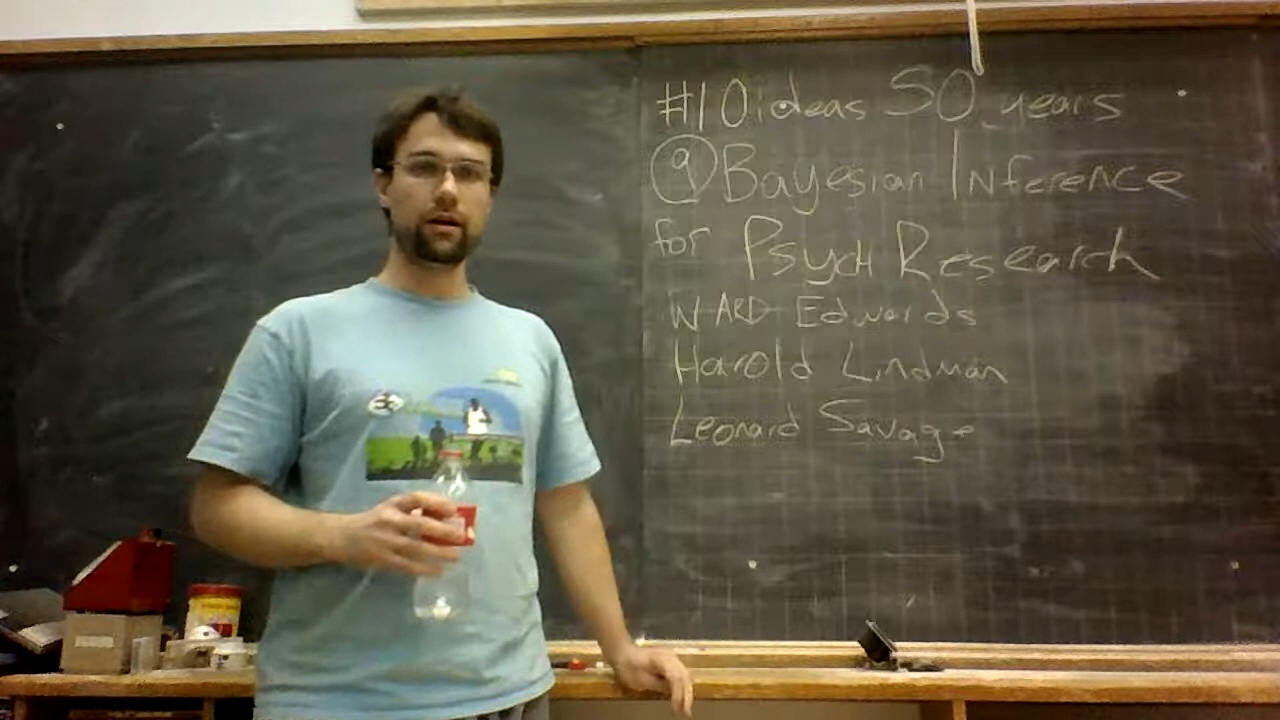 #10ideas 50 years
9 Bayesian Inference
for Psych Research
Ward Edwards
Harold Lindman
Leonard Savage